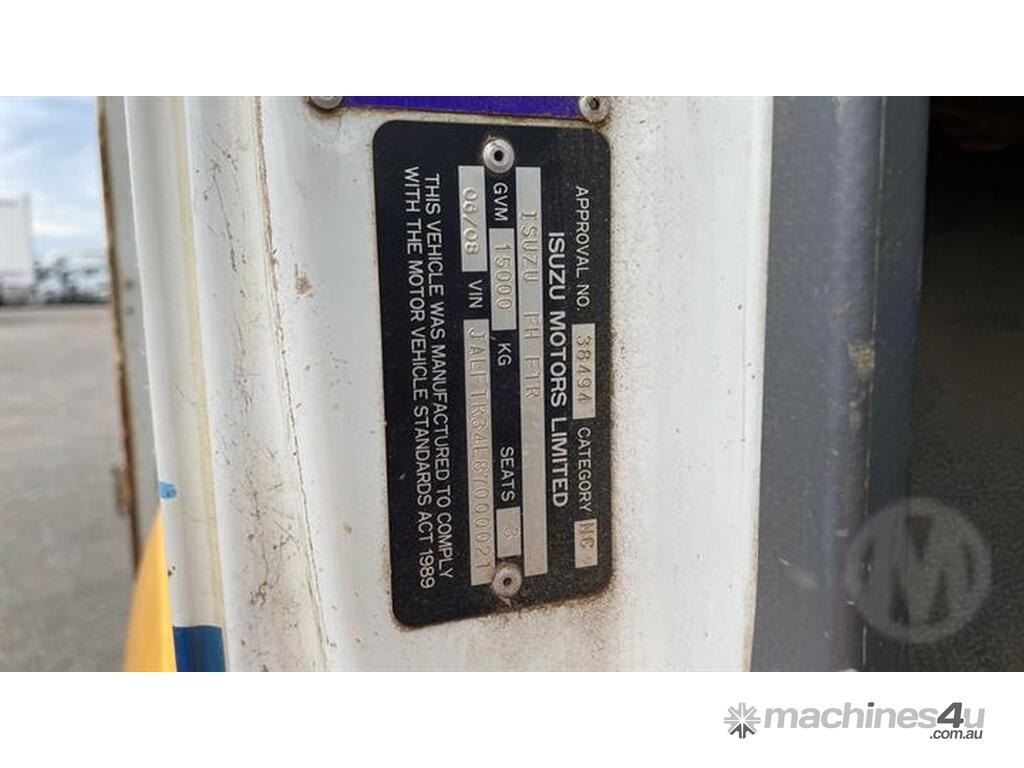 APPROVAL NO. 38494 CATEGORY NC
ISUZU MOTORS LIMITED
ISUZU FH FTR
GVM 15000 KG SEATS 3
06/08 VIN JALFTR34L87000021
THIS VEHICLE WAS MANUFACTURED TO COMPLY
WITH THE MOTOR VEHICLE STANDARDS ACT 1989
M
machines4u
.com.au